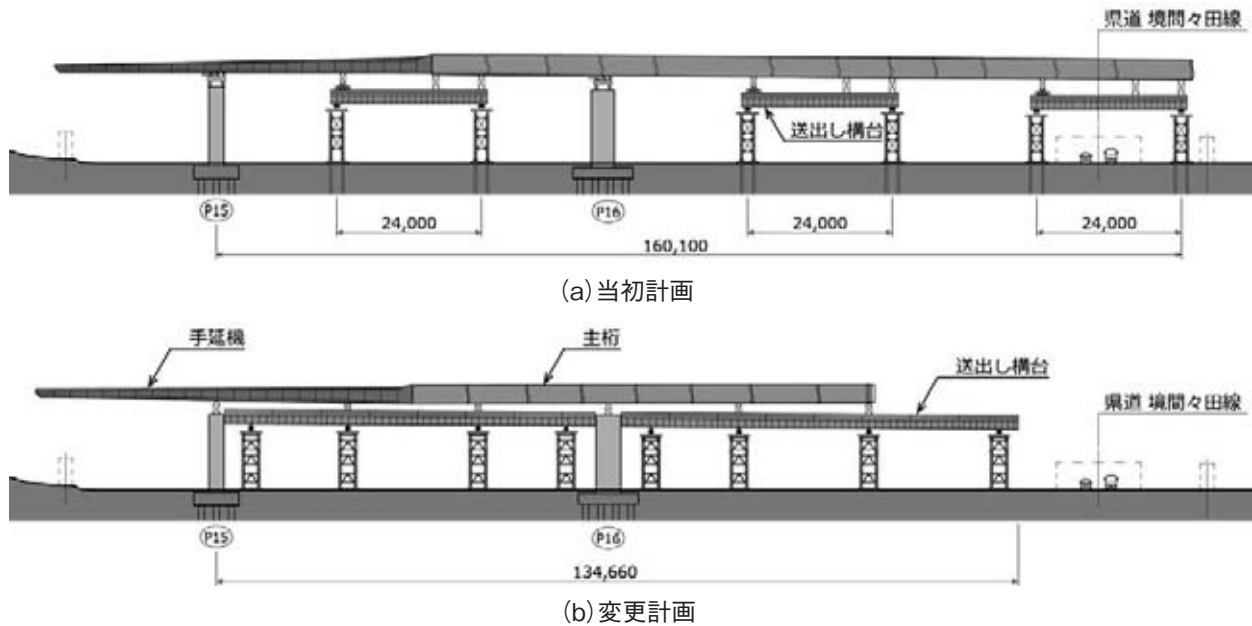 県道 境間々田線
送出し構台
P15
P16
24,000
24,000
24,000
160,100
(a)当初計画
手延機
主桁
送出し構台
県道 境間々田線
P15
P16
134,660
(b)変更計画